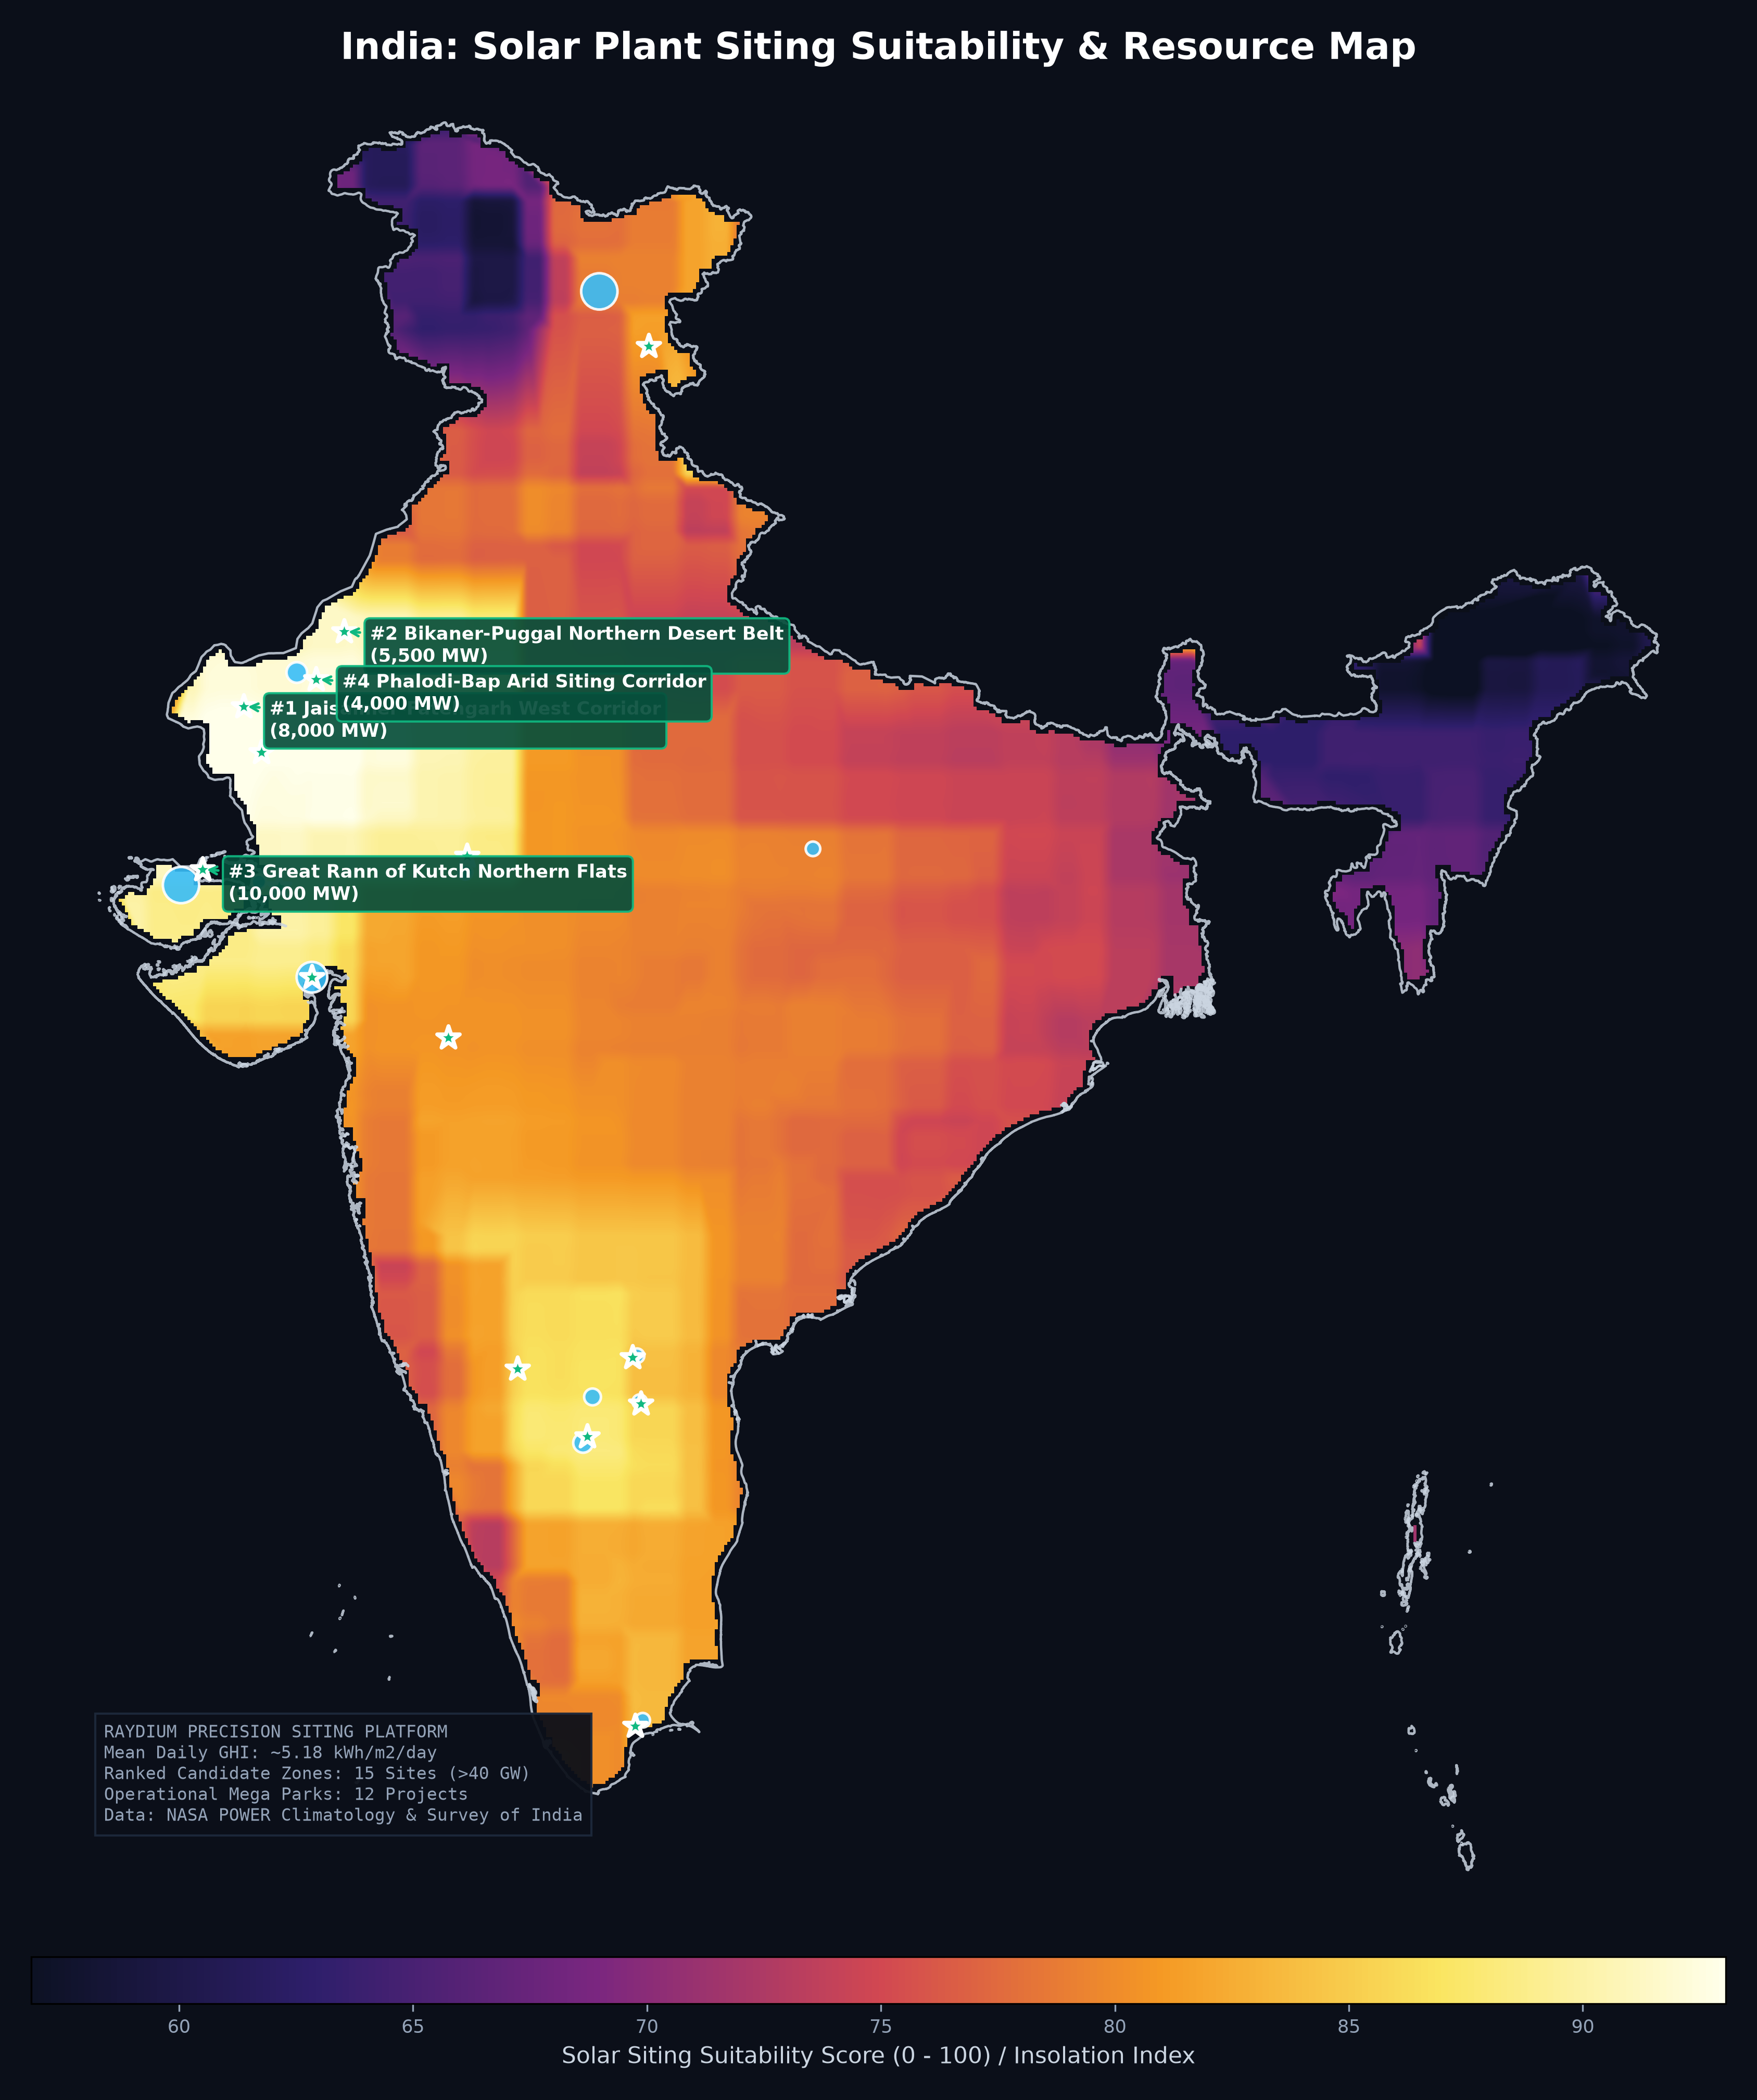 India: Solar Plant Siting Suitability & Resource Map
#2 Bikaner-Puggal Northern Desert Belt
(5,500 MW)
#4 Phalodi-Bap Arid Siting Corridor
(4,000 MW)
#1 Jais garh West Corridor
(8,000 MW)
#3 Great Rann of Kutch Northern Flats
(10,000 MW)
RAYDIUM PRECISION SITING PLATFORM
Mean Daily GHI: ~5.18 kWh/m2/day
Ranked Candidate Zones: 15 Sites (>40 GW)
Operational Mega Parks: 12 Projects
Data: NASA POWER Climatology & Survey of India
60 65 70 75 80 85 90
Solar Siting Suitability Score (0 - 100) / Insolation Index